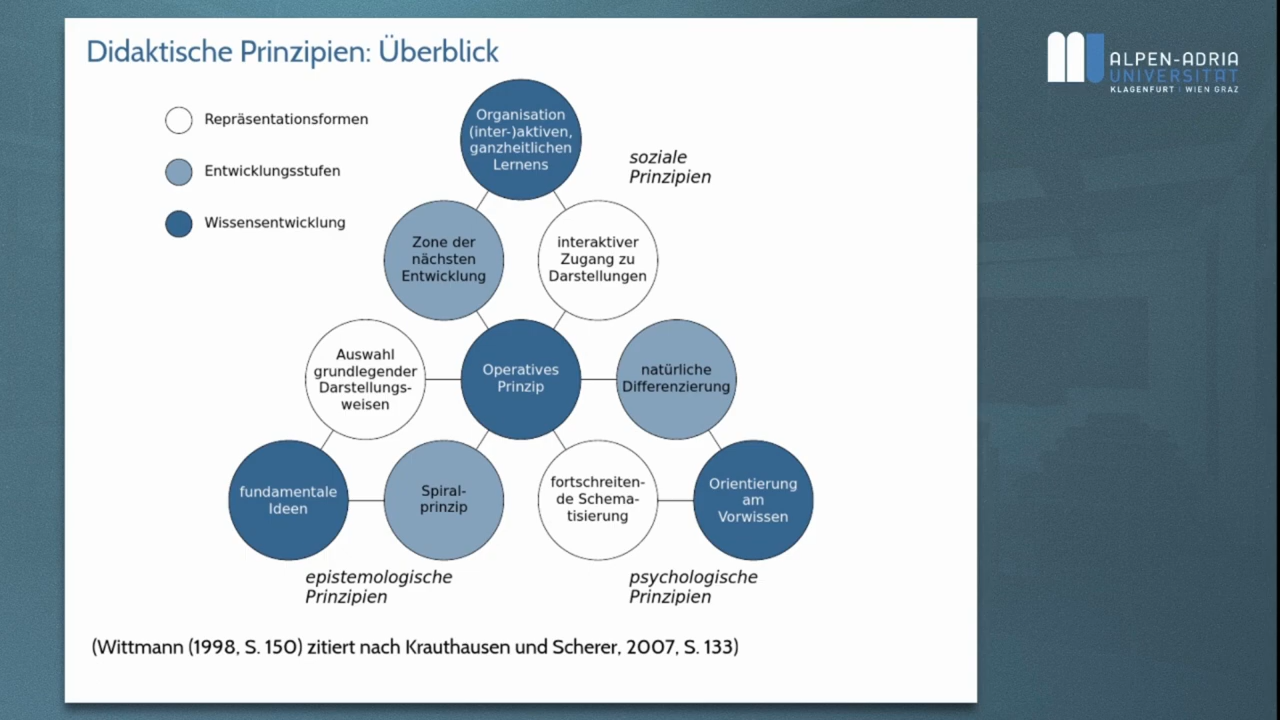 Didaktische Prinzipien: Überblick
ALPEN-ADRIA
UNIVERSITÄT
KLAGENFURT | WIEN GRAZ
Repräsentationsformen
Entwicklungsstufen
Wissensentwicklung
Organisation
(inter-)aktiven,
ganzheitlichen
Lernens
soziale
Prinzipien
Zone der
nächsten
Entwicklung
interaktiver
Zugang zu
Darstellungen
Auswahl
grundlegender
Darstellungs-
weisen
Operatives
Prinzip
natürliche
Differenzierung
fundamentale
Ideen
Spiral-
prinzip
fortschreiten-
de Schema-
tisierung
Orientierung
am
Vorwissen
epistemologische
Prinzipien
psychologische
Prinzipien
(Wittmann (1998, S. 150) zitiert nach Krauthausen und Scherer, 2007, S. 133)